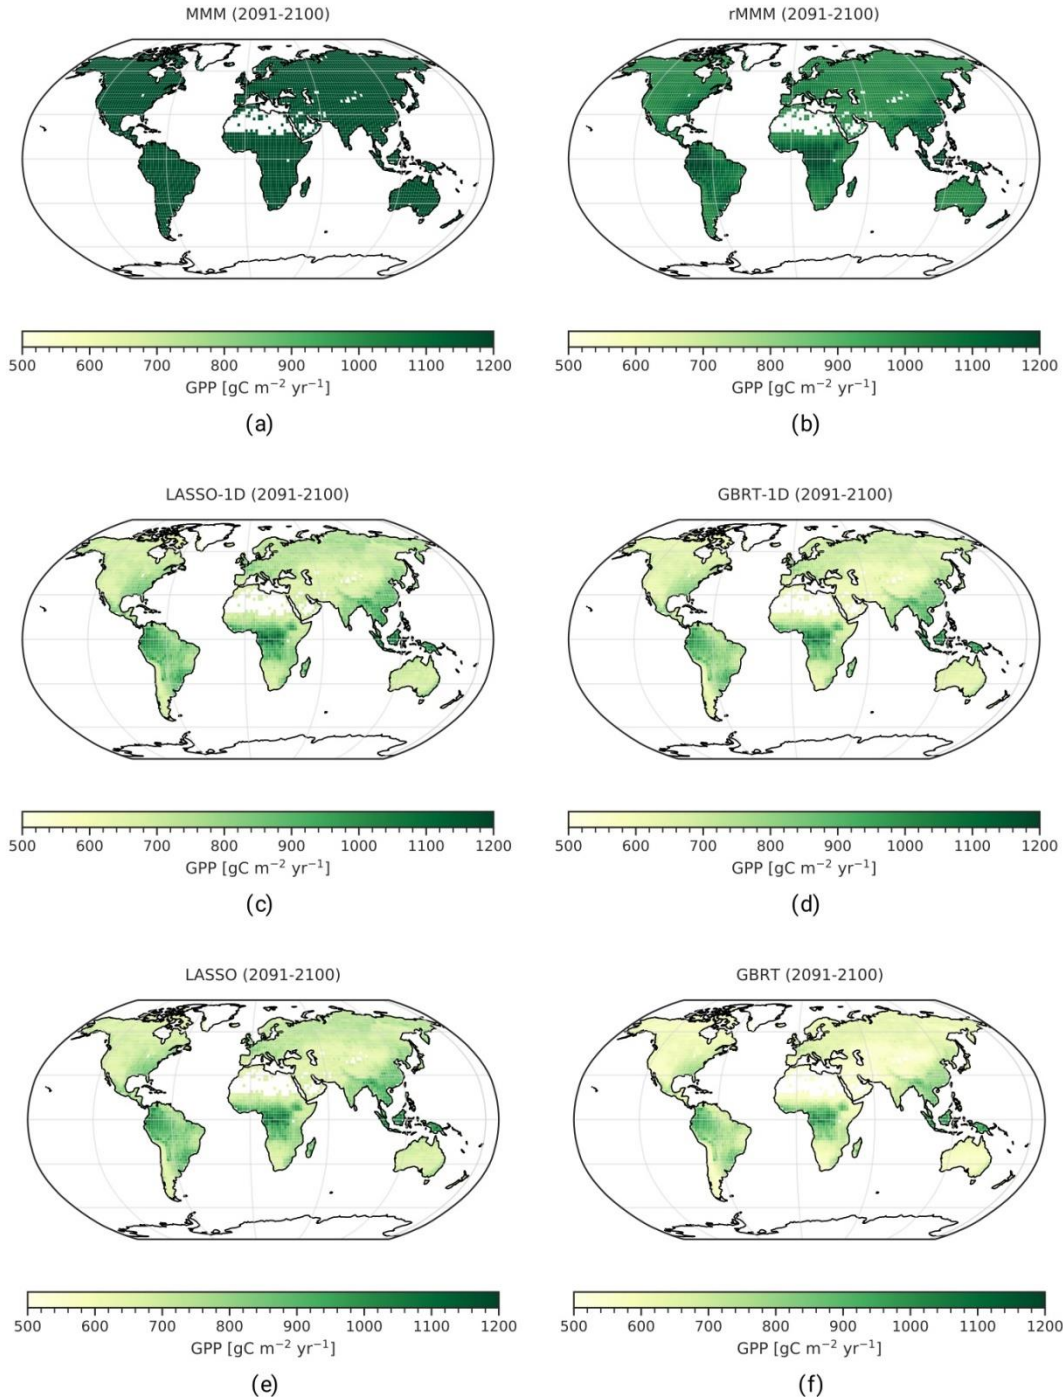 MMM (2091-2100)
rMMM (2091-2100)
500 600 700 800 900 1000 1100 1200
GPP [gC m⁻² yr⁻¹]
(a)
500 600 700 800 900 1000 1100 1200
GPP [gC m⁻² yr⁻¹]
(b)
LASSO-1D (2091-2100)
GBRT-1D (2091-2100)
500 600 700 800 900 1000 1100 1200
GPP [gC m⁻² yr⁻¹]
(c)
500 600 700 800 900 1000 1100 1200
GPP [gC m⁻² yr⁻¹]
(d)
LASSO (2091-2100)
GBRT (2091-2100)
500 600 700 800 900 1000 1100 1200
GPP [gC m⁻² yr⁻¹]
(e)
500 600 700 800 900 1000 1100 1200
GPP [gC m⁻² yr⁻¹]
(f)